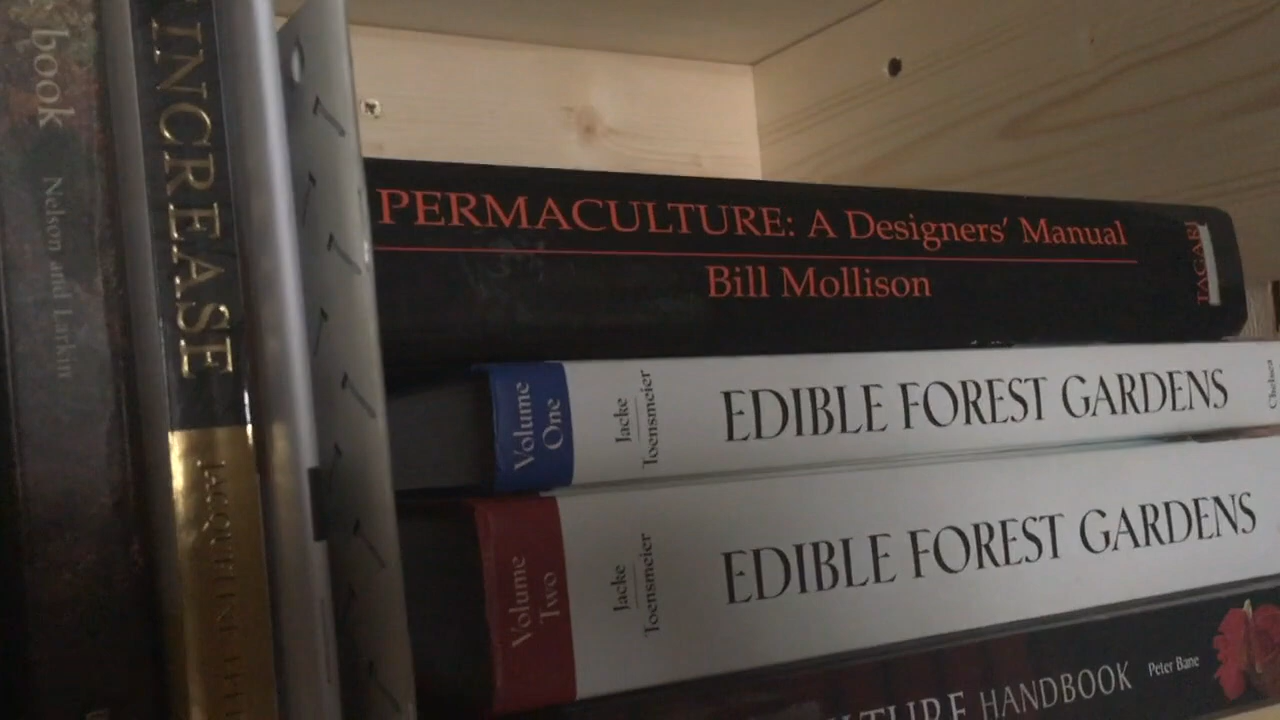 book Nelson and Larkin
INCREASE
PERMACULTURE: A Designers' Manual
Bill Mollison
TAGARI
Volume
One
Jacke
Toensmeier
EDIBLE FOREST GARDENS
Chelsea
Volume
Two
Jacke
Toensmeier
EDIBLE FOREST GARDENS
HANDBOOK Peter Bane